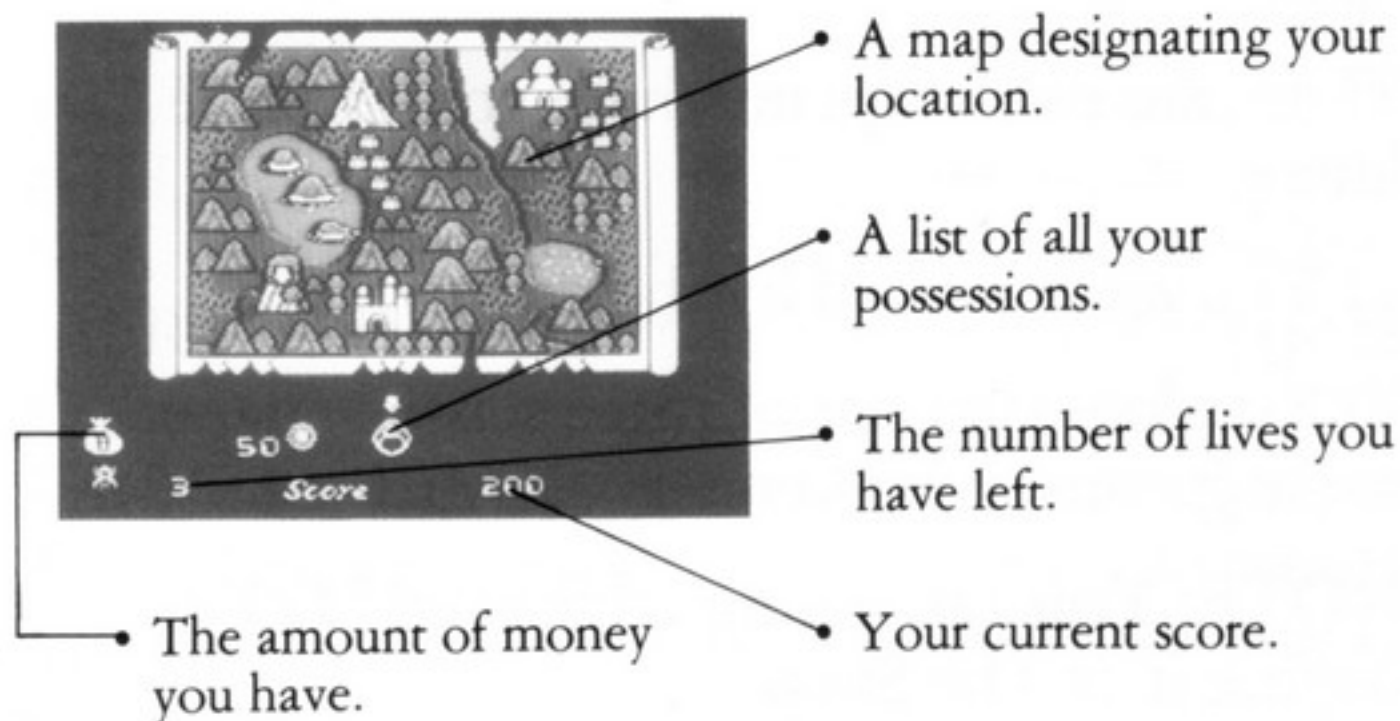 A map designating your
location.
A list of all your
possessions.
50
3 Score 200
The number of lives you
have left.
The amount of money
you have.
Your current score.